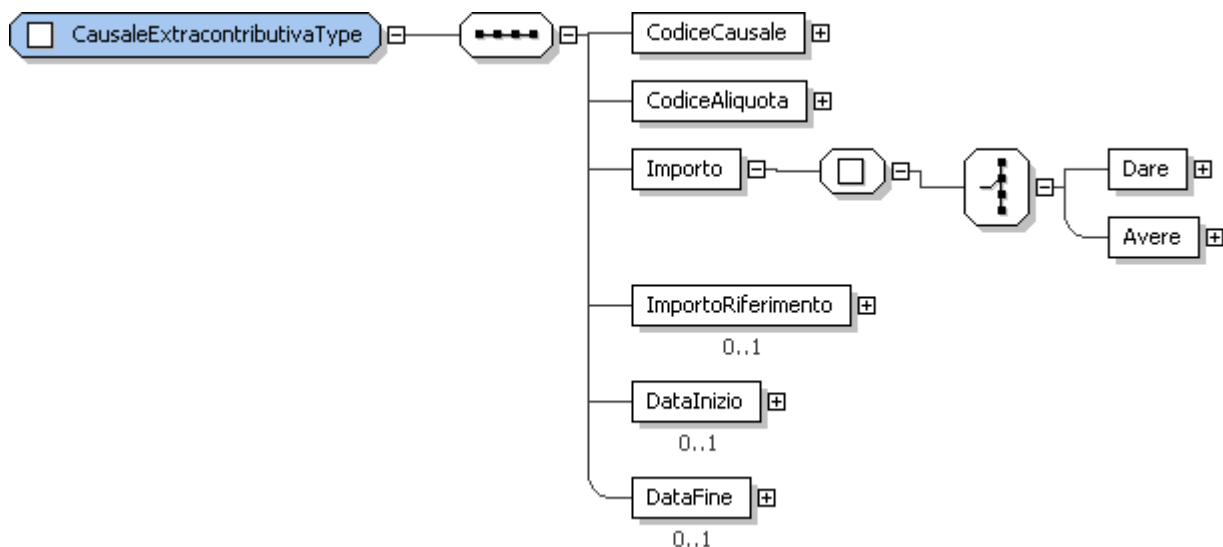 CausaleExtracontributivaType
CodiceCausale
CodiceAliquota
Importo
Dare
Avere
ImportoRiferimento
0..1
DataInizio
0..1
DataFine
0..1